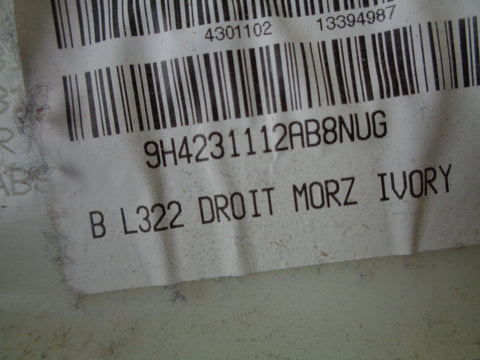 4301102 13394987
9H4231112AB8NUG
B L322 DROIT MORZ IVORY